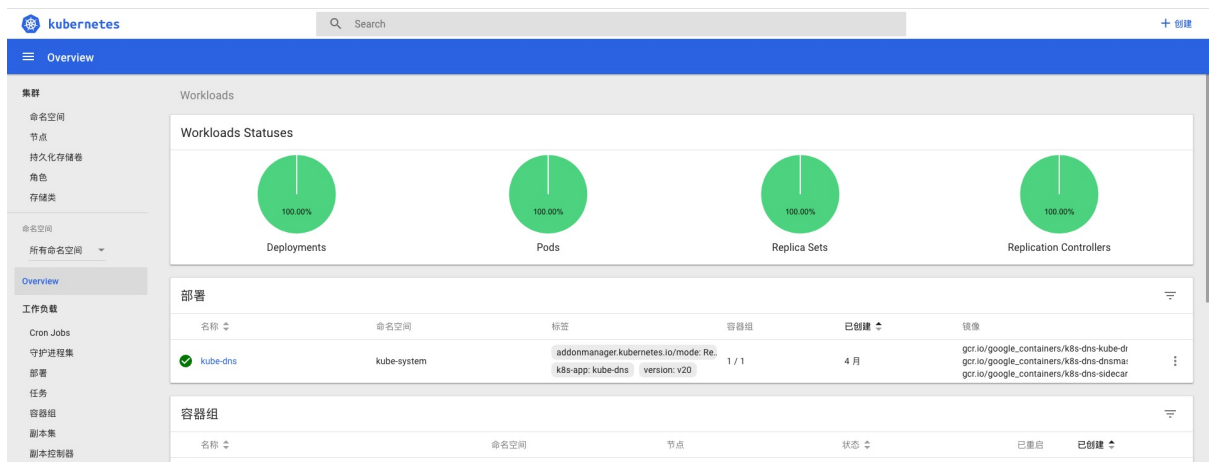 kubernetes
Search
+ 创建
Overview
集群
命名空间
节点
持久化存储卷
角色
存储类
命名空间
所有命名空间
Overview
工作负载
Cron Jobs
守护进程集
部署
任务
容器组
副本集
副本控制器
Workloads
Workloads Statuses
100.00% 100.00% 100.00% 100.00%
Deployments Pods Replica Sets Replication Controllers
部署
名称 命名空间 标签 容器组 已创建 镜像
kube-dns kube-system addonmanager.kubernetes.io/mode: Re.. 1 / 1 4 月 gcr.io/google_containers/k8s-dns-kube-dr
k8s-app: kube-dns version: v20 gcr.io/google_containers/k8s-dns-dnsma:
gcr.io/google_containers/k8s-dns-sidecar
容器组
名称 命名空间 节点 状态 已重启 已创建